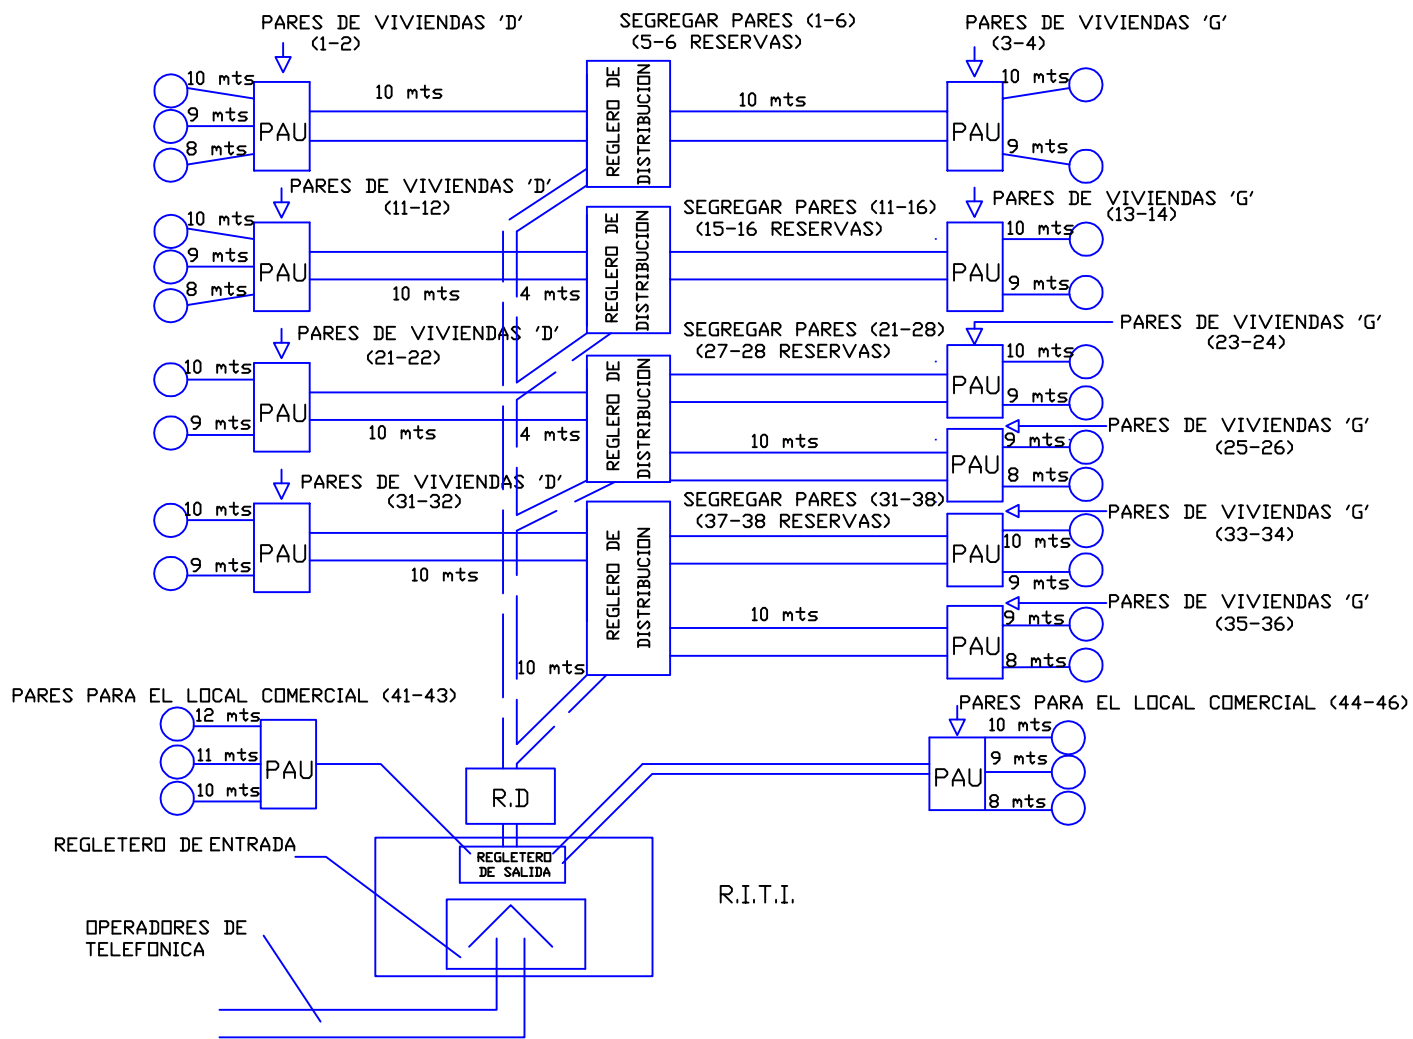 PARES DE VIVIENDAS 'D'
(1-2)
SEGREGAR PARES (1-6)
(5-6 RESERVAS)
PARES DE VIVIENDAS 'G'
(3-4)
10 mts
9 mts
8 mts
PAU
10 mts
REGLERO DE
DISTRIBUCION
10 mts
PAU
10 mts
9 mts
PARES DE VIVIENDAS 'D'
(11-12)
SEGREGAR PARES (11-16)
(15-16 RESERVAS)
PARES DE VIVIENDAS 'G'
(13-14)
10 mts
9 mts
8 mts
PAU
10 mts
4 mts
REGLERO DE
DISTRIBUCION
PAU
10 mts
9 mts
PARES DE VIVIENDAS 'D'
(21-22)
SEGREGAR PARES (21-28)
(27-28 RESERVAS)
PARES DE VIVIENDAS 'G'
(23-24)
10 mts
9 mts
PAU
10 mts
4 mts
REGLERO DE
DISTRIBUCION
PAU
10 mts
9 mts
PARES DE VIVIENDAS 'G'
(25-26)
10 mts
PAU
9 mts
8 mts
PARES DE VIVIENDAS 'D'
(31-32)
SEGREGAR PARES (31-38)
(37-38 RESERVAS)
PARES DE VIVIENDAS 'G'
(33-34)
10 mts
9 mts
PAU
10 mts
REGLERO DE
DISTRIBUCION
PAU
10 mts
9 mts
PARES DE VIVIENDAS 'G'
(35-36)
10 mts
PAU
9 mts
8 mts
10 mts
PARES PARA EL LOCAL COMERCIAL (41-43)
12 mts
11 mts
10 mts
PAU
PARES PARA EL LOCAL COMERCIAL (44-46)
PAU
10 mts
9 mts
8 mts
R.D
REGLETERO DE ENTRADA
REGLETERO
DE SALIDA
R.I.T.I.
OPERADORES DE
TELEFONICA